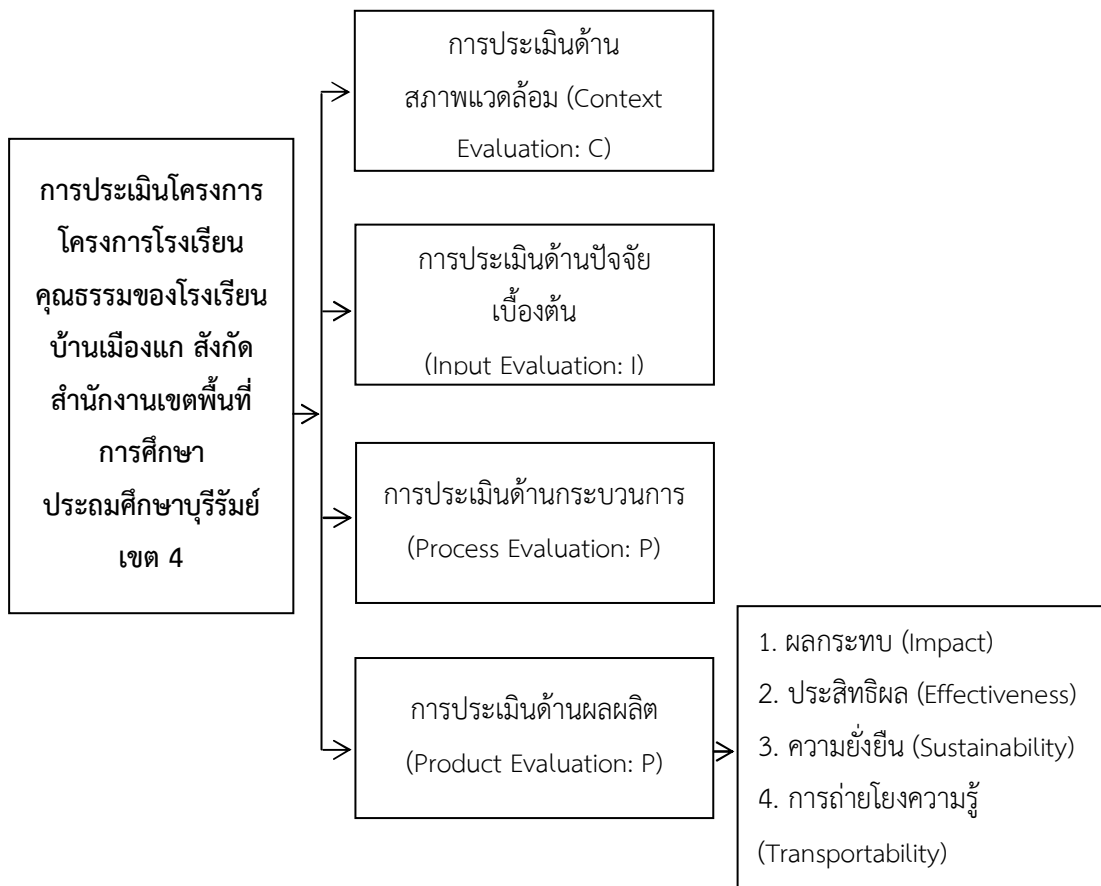 การประเมินด้าน
สภาพแวดล้อม (Context
Evaluation: C)
การประเมินโครงการ
โครงการโรงเรียน
คุณธรรมของโรงเรียน
บ้านเมืองแก สังกัด
สำนักงานเขตพื้นที่
การศึกษา
ประถมศึกษาบุรีรัมย์
เขต 4
การประเมินด้านปัจจัย
เบื้องต้น
(Input Evaluation: I)
การประเมินด้านกระบวนการ
(Process Evaluation: P)
การประเมินด้านผลผลิต
(Product Evaluation: P)
1. ผลกระทบ (Impact)
2. ประสิทธิผล (Effectiveness)
3. ความยั่งยืน (Sustainability)
4. การถ่ายโยงความรู้
(Transportability)